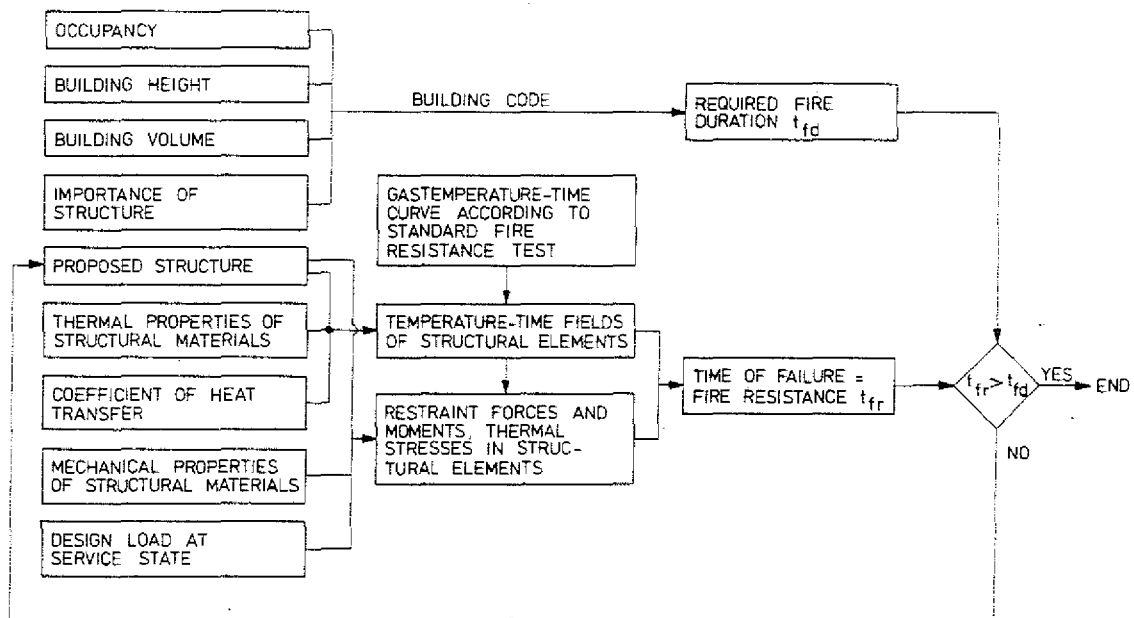 OCCUPANCY
BUILDING HEIGHT
BUILDING VOLUME
IMPORTANCE OF
STRUCTURE
BUILDING CODE
REQUIRED FIRE
DURATION t_fd
GASTEMPERATURE-TIME
CURVE ACCORDING TO
STANDARD FIRE
RESISTANCE TEST
PROPOSED STRUCTURE
THERMAL PROPERTIES OF
STRUCTURAL MATERIALS
COEFFICIENT OF HEAT
TRANSFER
MECHANICAL PROPERTIES
OF STRUCTURAL MATERIALS
DESIGN LOAD AT
SERVICE STATE
TEMPERATURE-TIME FIELDS
OF STRUCTURAL ELEMENTS
RESTRAINT FORCES AND
MOMENTS, THERMAL
STRESSES IN STRUC-
TURAL ELEMENTS
TIME OF FAILURE =
FIRE RESISTANCE t_fr
t_fr > t_fd
YES
END
NO